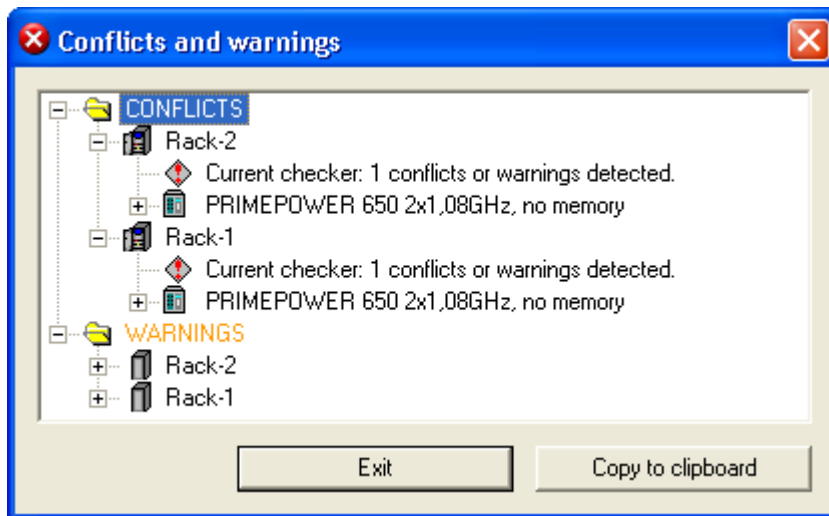 Conflicts and warnings
CONFLICTS
Rack-2
Current checker: 1 conflicts or warnings detected.
PRIMEPOWER 650 2x1,08GHz, no memory
Rack-1
Current checker: 1 conflicts or warnings detected.
PRIMEPOWER 650 2x1,08GHz, no memory
WARNINGS
Rack-2
Rack-1
Exit Copy to clipboard